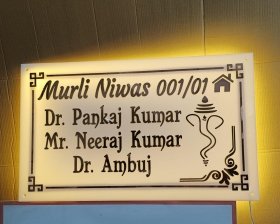 Murli Niwas 001/01
Dr. Pankaj Kumar
Mr. Neeraj Kumar
Dr. Ambuj